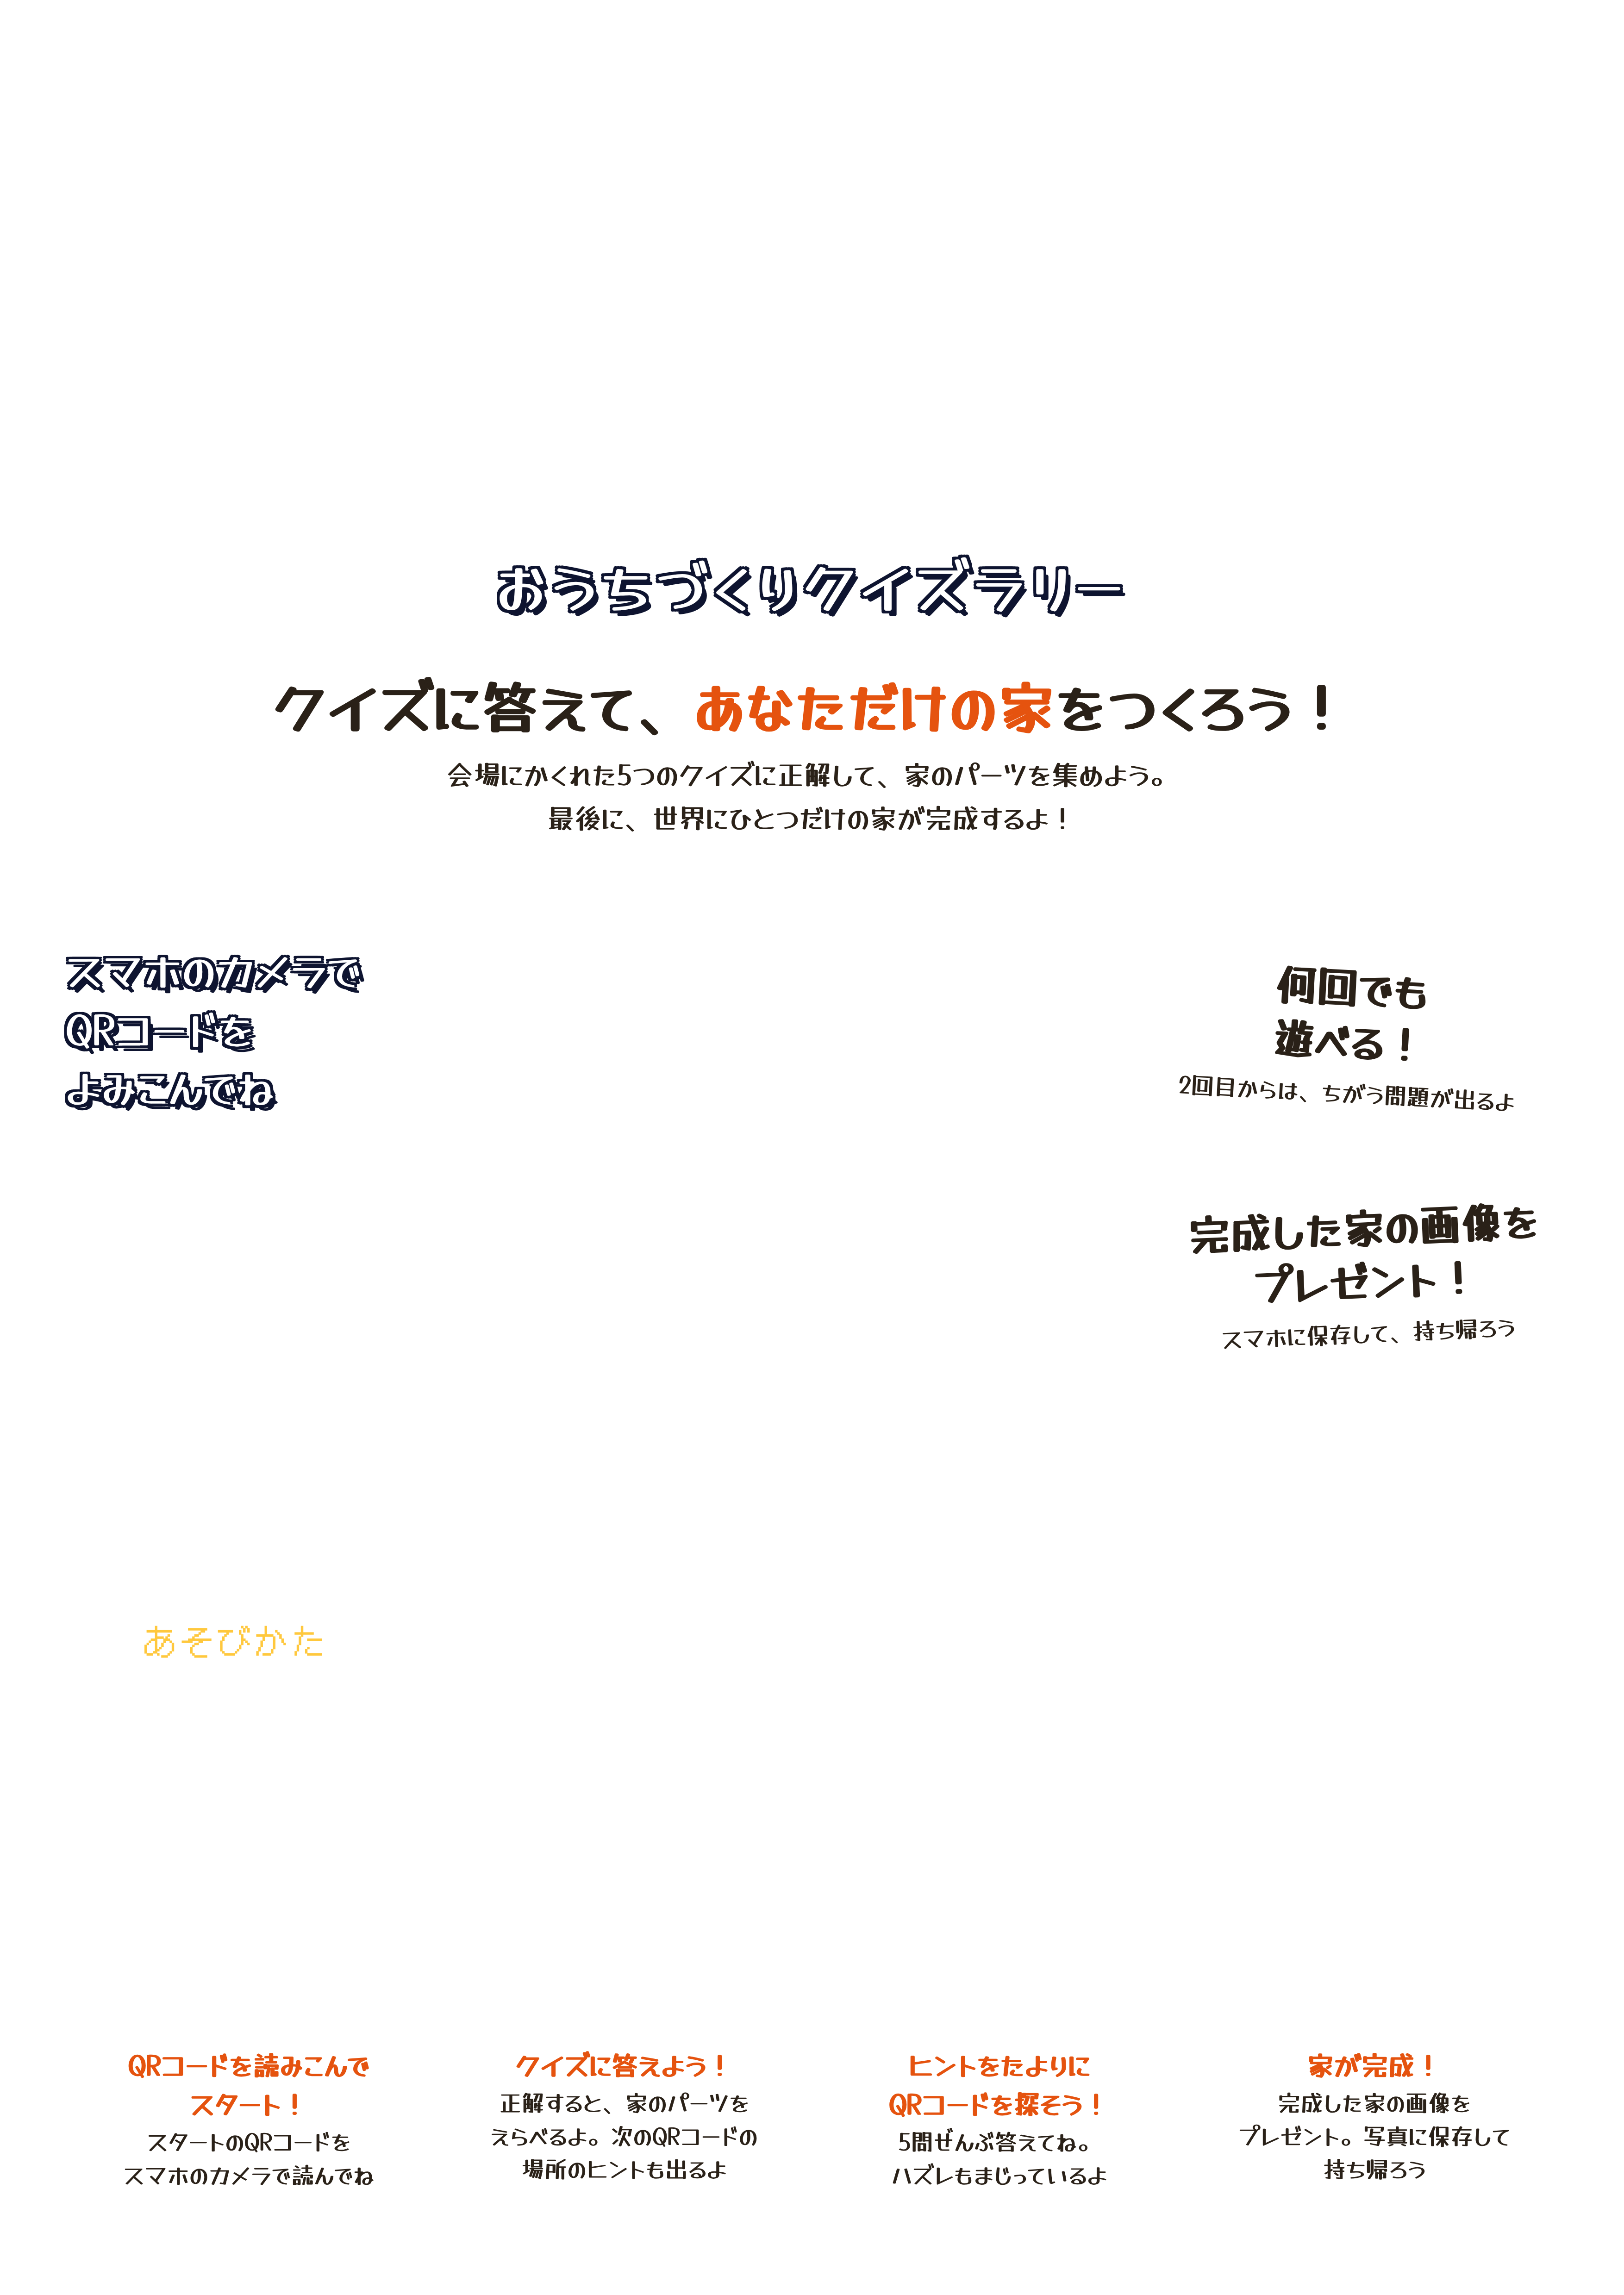 おうちづくりクイズラリー
クイズに答えて、あなただけの家をつくろう！
会場にかくれた5つのクイズに正解して、家のパーツを集めよう。
最後に、世界にひとつだけの家が完成するよ！
スマホのカメラで
QRコードを
よみこんでね
何回でも
遊べる！
2回目からは、ちがう問題が出るよ
完成した家の画像を
プレゼント！
スマホに保存して、持ち帰ろう
あそびかた
QRコードを読みこんで
スタート！
スタートのQRコードを
スマホのカメラで読んでね
クイズに答えよう！
正解すると、家のパーツを
えらべるよ。次のQRコードの
場所のヒントも出るよ
ヒントをたよりに
QRコードを探そう！
5問ぜんぶ答えてね。
ハズレもまじっているよ
家が完成！
完成した家の画像を
プレゼント。写真に保存して
持ち帰ろう